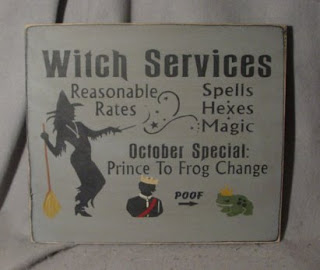 Witch Services
Reasonable Spells
Rates Hexes
Magic
October Special:
Prince To Frog Change
POOF